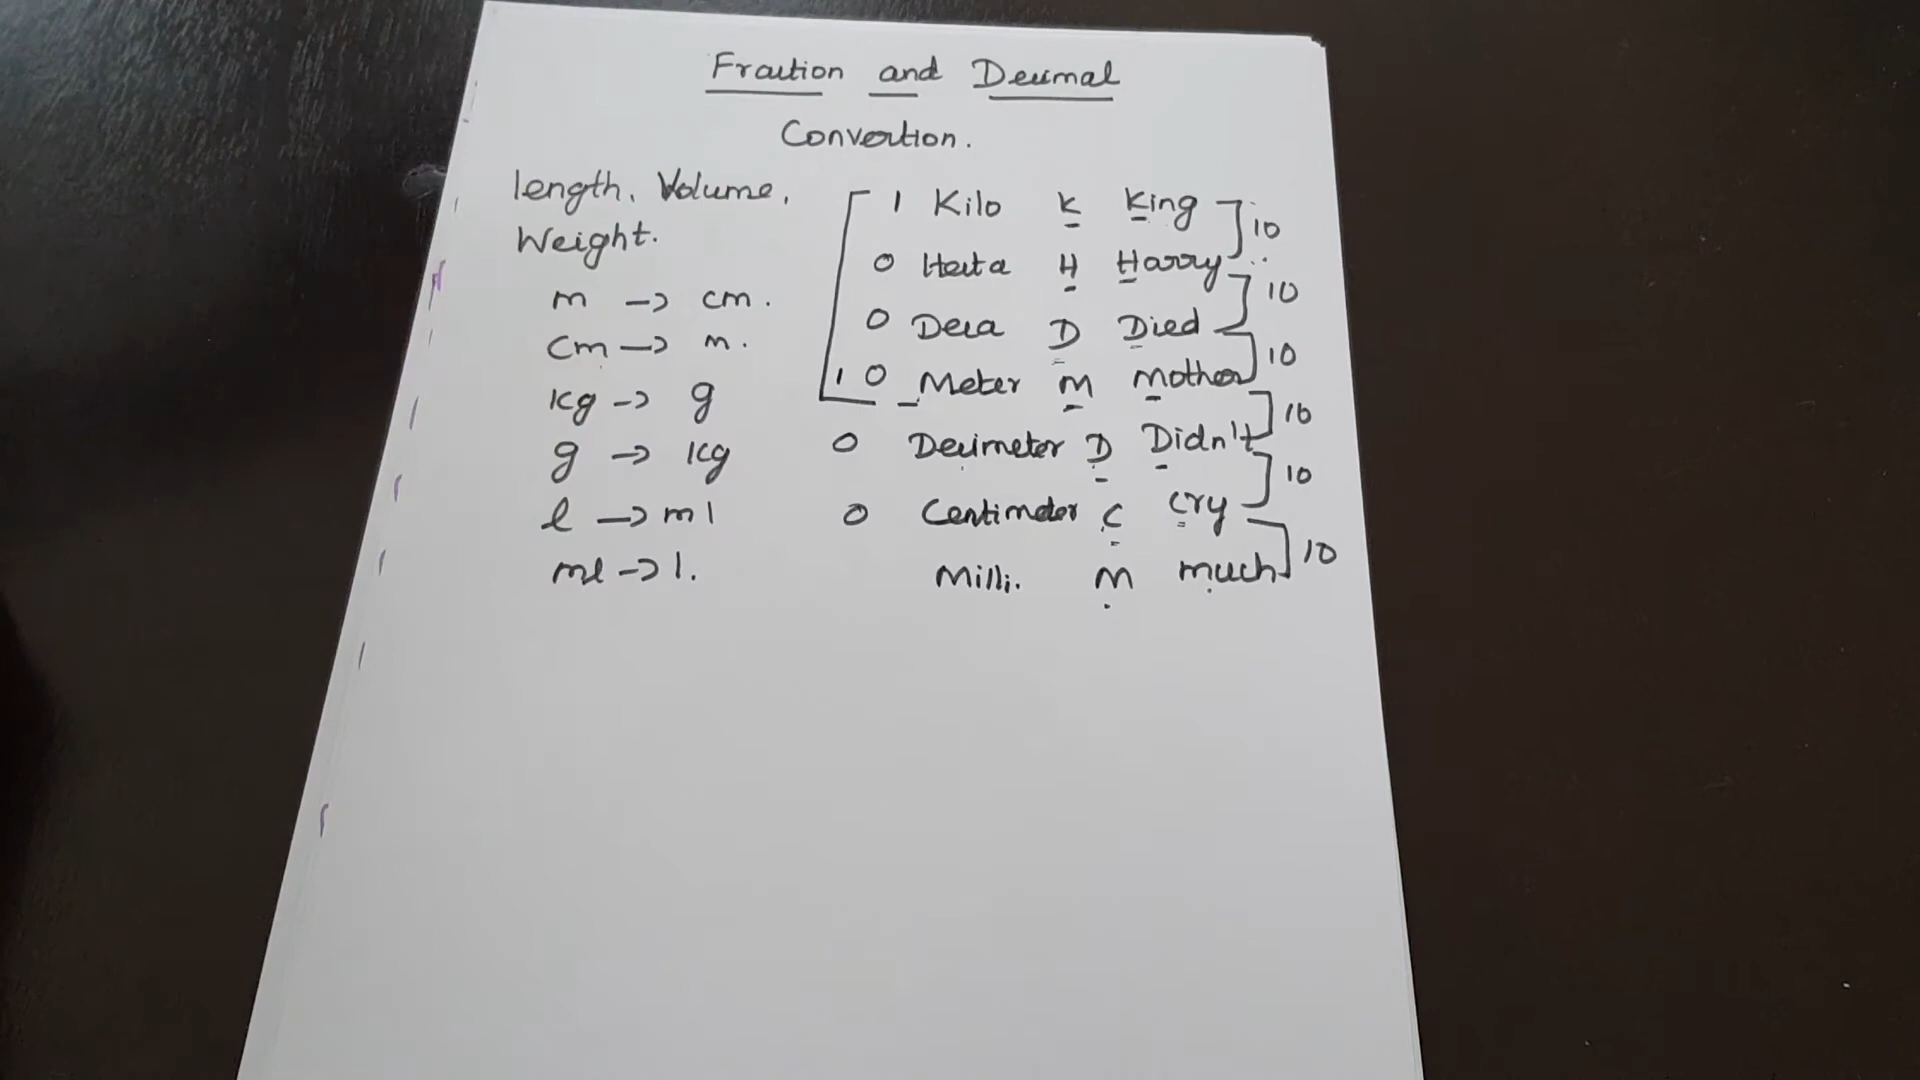 Fraction and Decimal
Convertion.
length, Volume,
Weight.
m -> cm.
cm -> m.
kg -> g
g -> kg
l -> ml
ml -> l.
1 Kilo K King ] 10
0 Hecta H Harry ] 10
0 Deca D Died ] 10
1 0 Meter M Mother ] 10
0 Decimeter D Didn't ] 10
0 Centimeter C Cry ] 10
Milli. M much